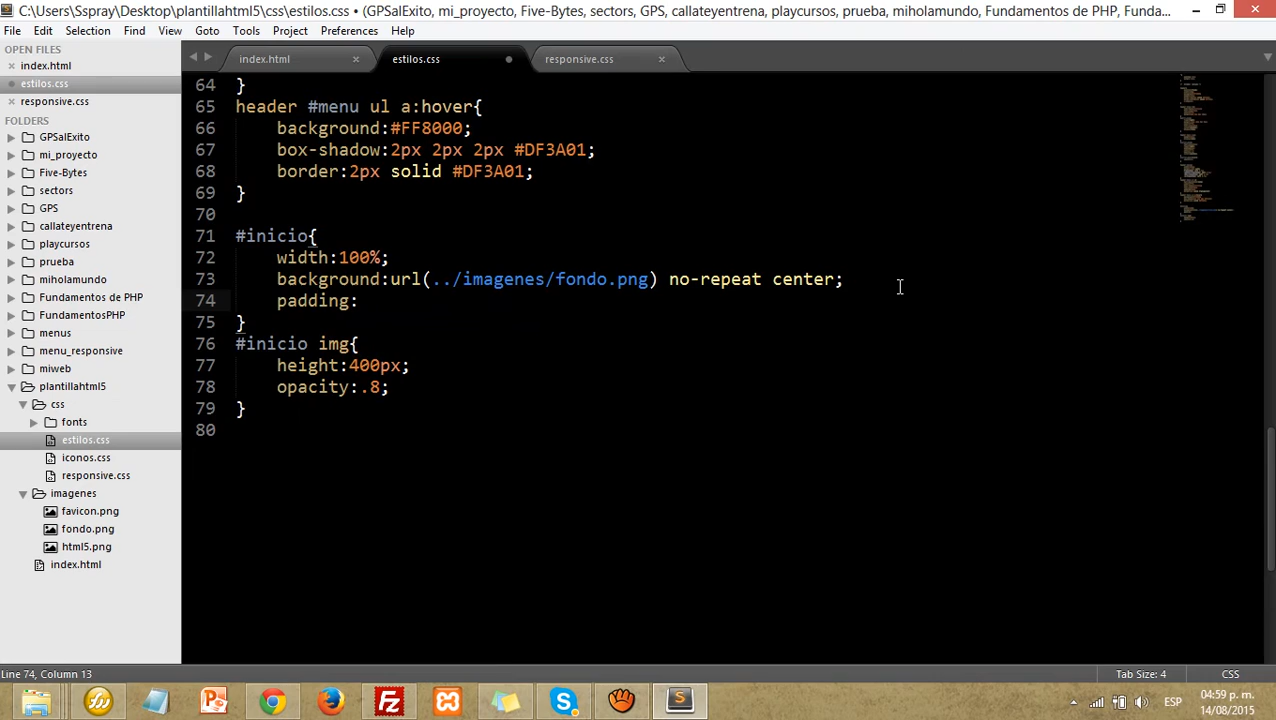 C:\Users\Sspray\Desktop\plantillahtml5\css\estilos.css • (GPSalExito, mi_proyecto, Five-Bytes, sectors, GPS, callateyentrena, playcursos, prueba, miholamundo, Fundamentos de PHP, Funda...
File Edit Selection Find View Goto Tools Project Preferences Help
OPEN FILES
index.html
estilos.css
responsive.css
FOLDERS
GPSalExito
mi_proyecto
Five-Bytes
sectors
GPS
callateyentrena
playcursos
prueba
miholamundo
Fundamentos de PHP
FundamentosPHP
menus
menu_responsive
miweb
plantillahtml5
css
fonts
estilos.css
iconos.css
responsive.css
imagenes
favicon.png
fondo.png
html5.png
index.html
index.html estilos.css responsive.css
64 }
65 header #menu ul a:hover{
66 background:#FF8000;
67 box-shadow:2px 2px 2px #DF3A01;
68 border:2px solid #DF3A01;
69 }
70
71 #inicio{
72 width:100%;
73 background:url(../imagenes/fondo.png) no-repeat center;
74 padding:
75 }
76 #inicio img{
77 height:400px;
78 opacity:.8;
79 }
80
Line 74, Column 13 Tab Size: 4 CSS
ESP
04:59 p. m.
14/08/2015